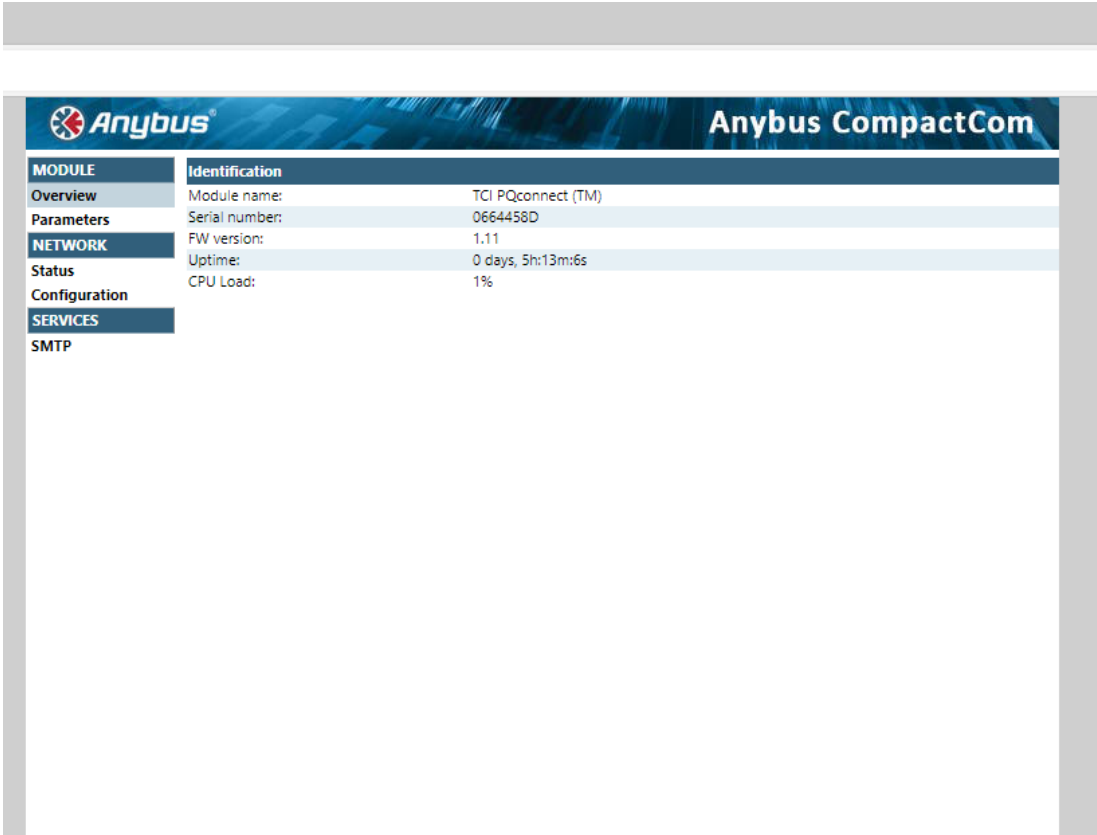 Anybus®
Anybus CompactCom
MODULE
Overview
Parameters
NETWORK
Status
Configuration
SERVICES
SMTP
Identification
Module name: TCI PQconnect (TM)
Serial number: 0664458D
FW version: 1.11
Uptime: 0 days, 5h:13m:6s
CPU Load: 1%